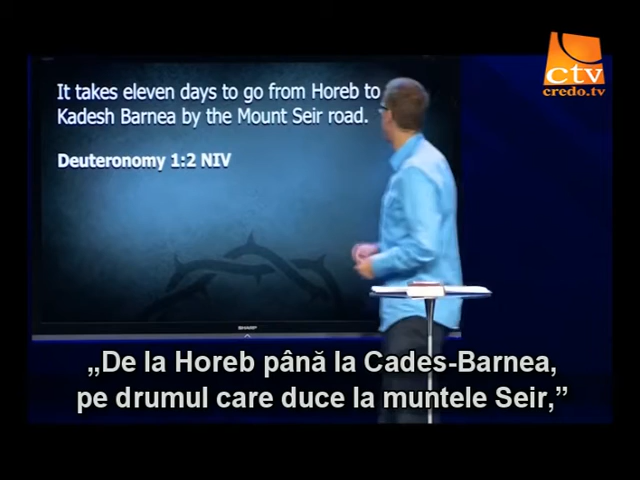 ctv
credo.tv
It takes eleven days to go from Horeb to
Kadesh Barnea by the Mount Seir road.
Deuteronomy 1:2 NIV
SHARP
„De la Horeb până la Cades-Barnea,
pe drumul care duce la muntele Seir,”